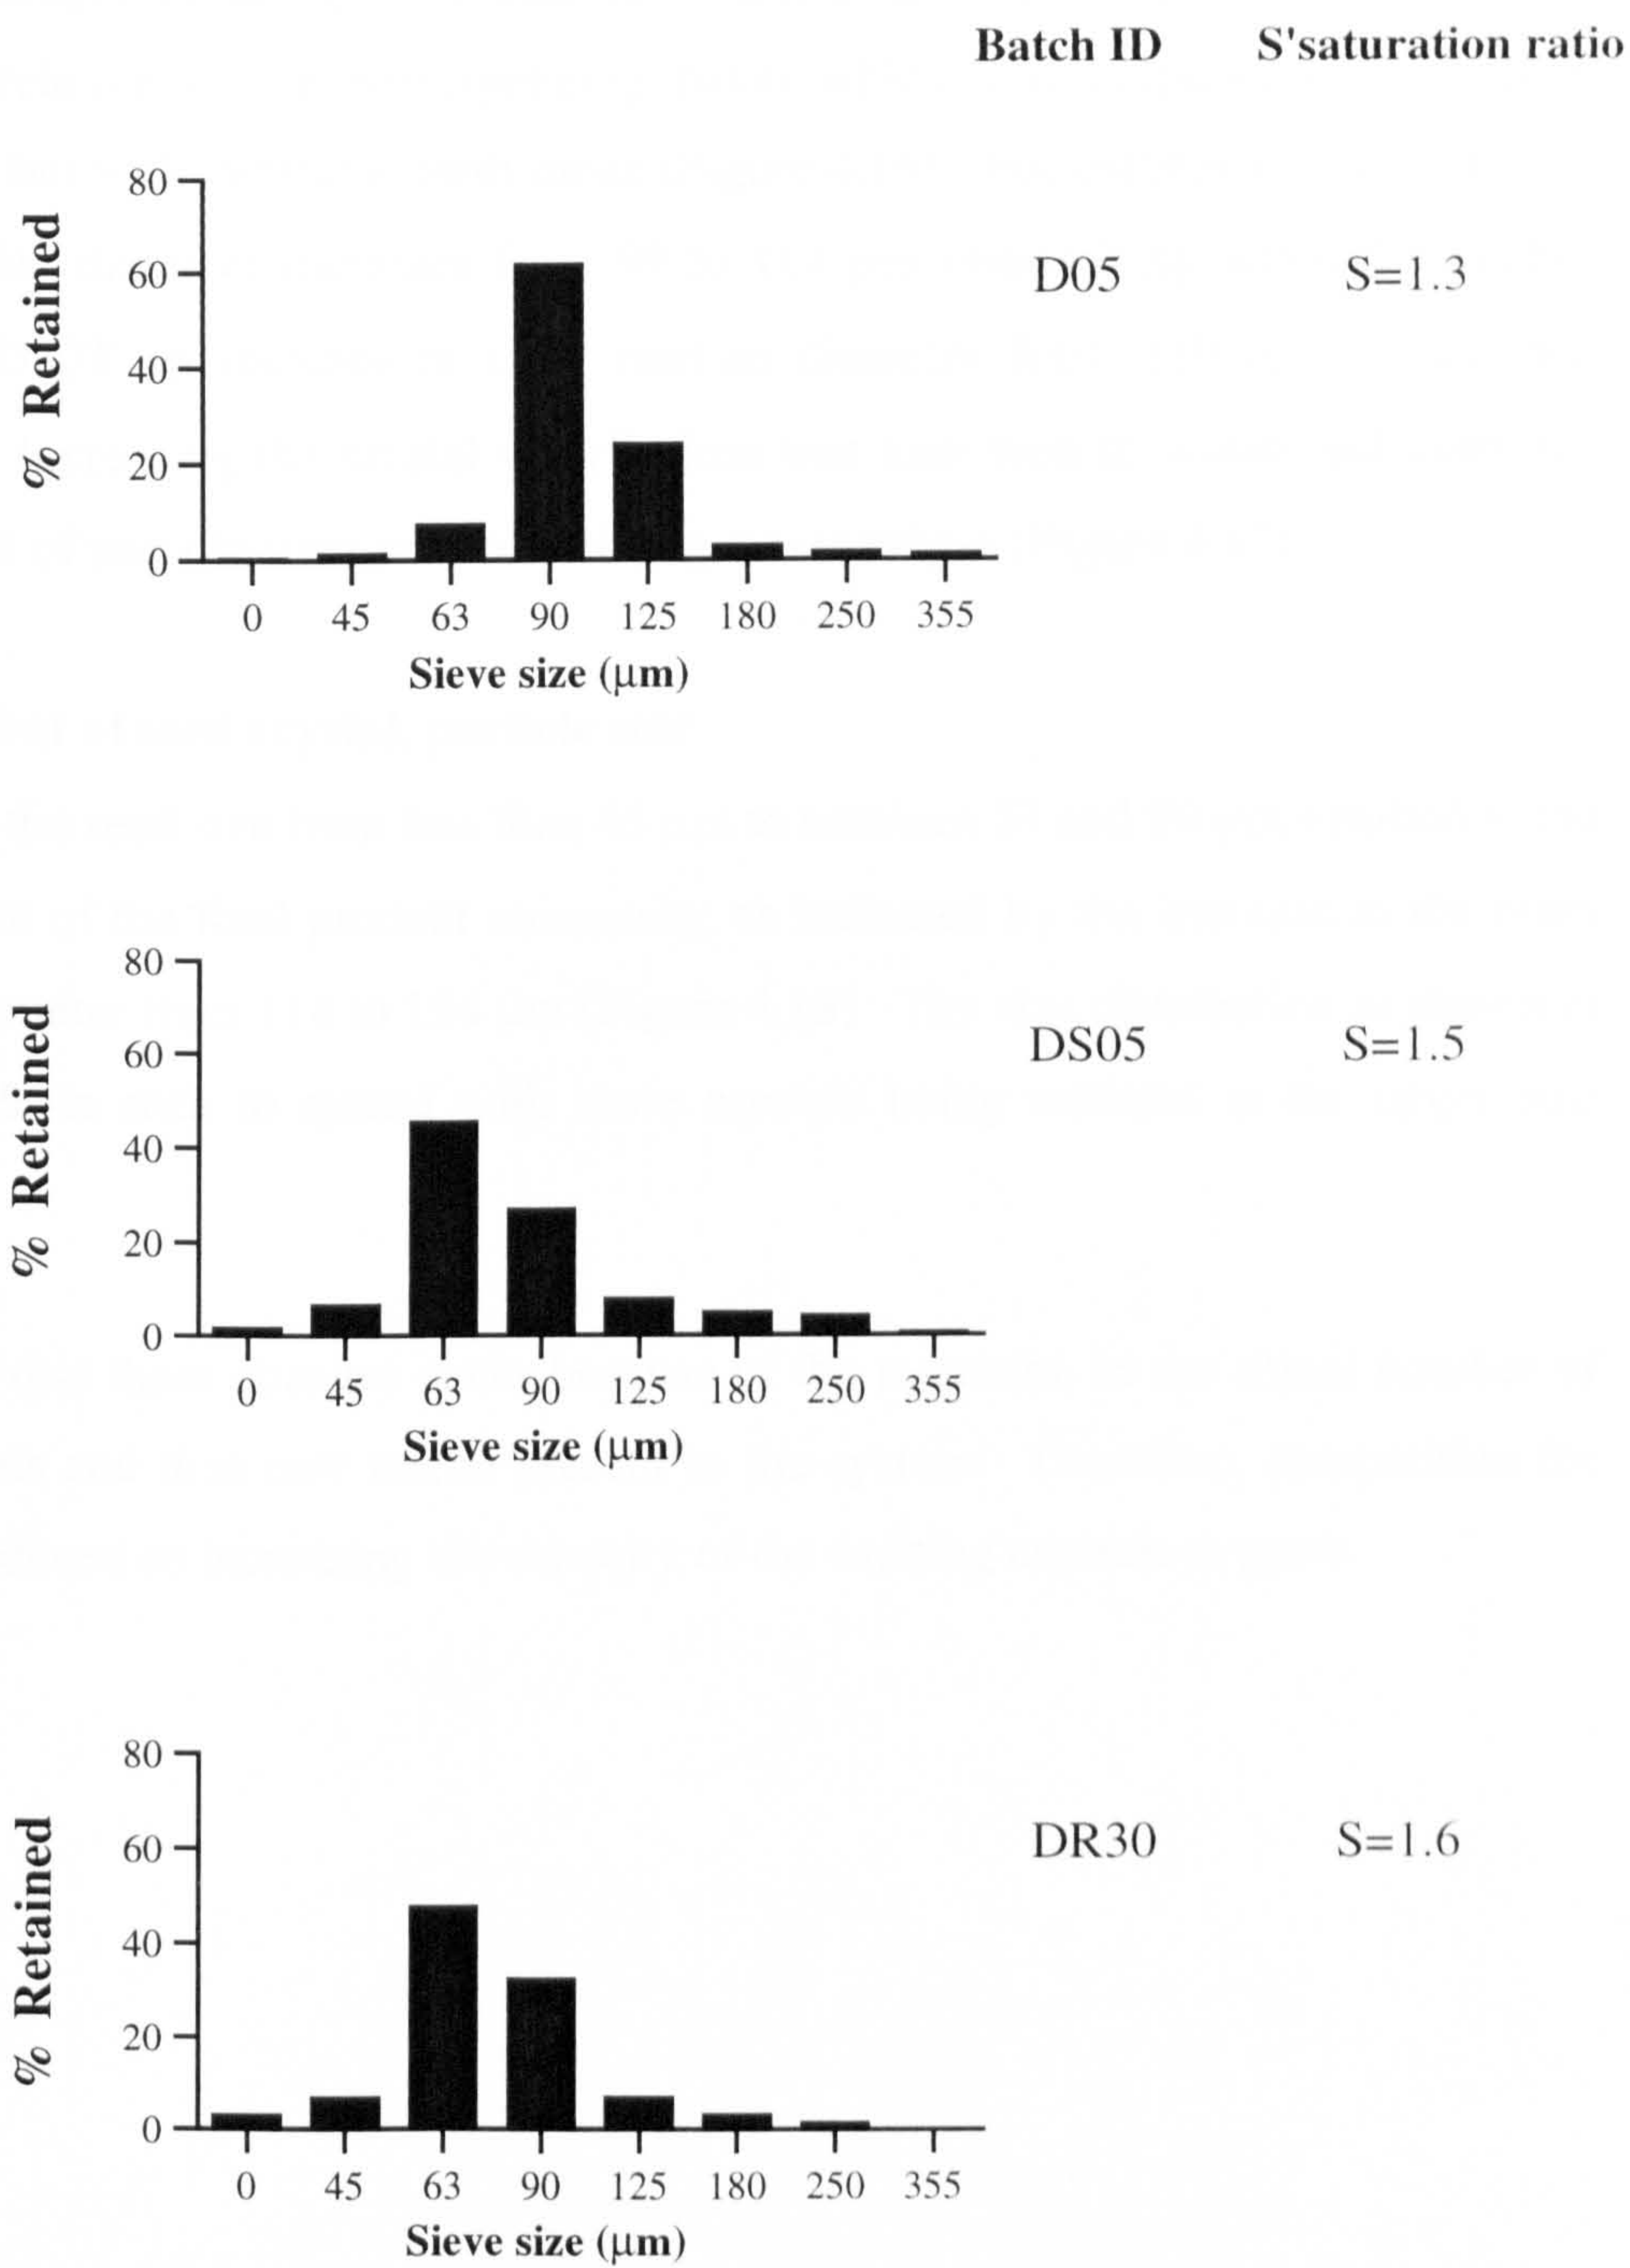 Batch ID S'saturation ratio
80
60
40
20
0
% Retained
0 45 63 90 125 180 250 355
Sieve size (μm)
D05 S=1.3
80
60
40
20
0
% Retained
0 45 63 90 125 180 250 355
Sieve size (μm)
DS05 S=1.5
80
60
40
20
0
% Retained
0 45 63 90 125 180 250 355
Sieve size (μm)
DR30 S=1.6